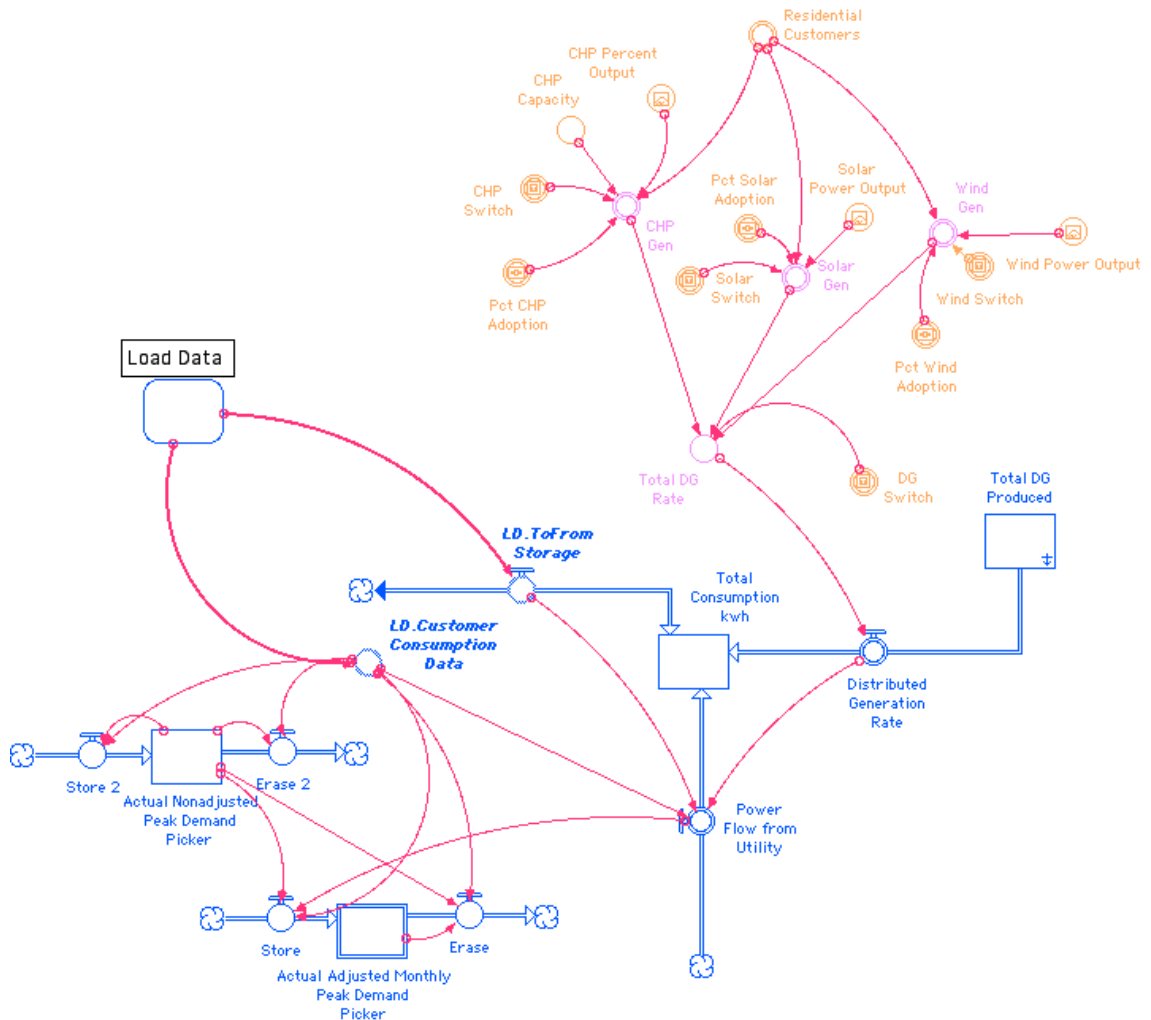 Residential
Customers
CHP Percent
Output
CHP
Capacity
CHP
Switch
Pct Solar
Adoption
Solar
Power Output
Wind
Gen
CHP
Gen
Solar
Switch
Solar
Gen
Wind Power Output
Wind Switch
Pct CHP
Adoption
Pct Wind
Adoption
Load Data
Total DG
Rate
DG
Switch
Total DG
Produced
LD.ToFrom
Storage
Total
Consumption
kwh
LD.Customer
Consumption
Data
Distributed
Generation
Rate
Store 2
Erase 2
Actual Nonadjusted
Peak Demand
Picker
Power
Flow from
Utility
Store
Erase
Actual Adjusted Monthly
Peak Demand
Picker